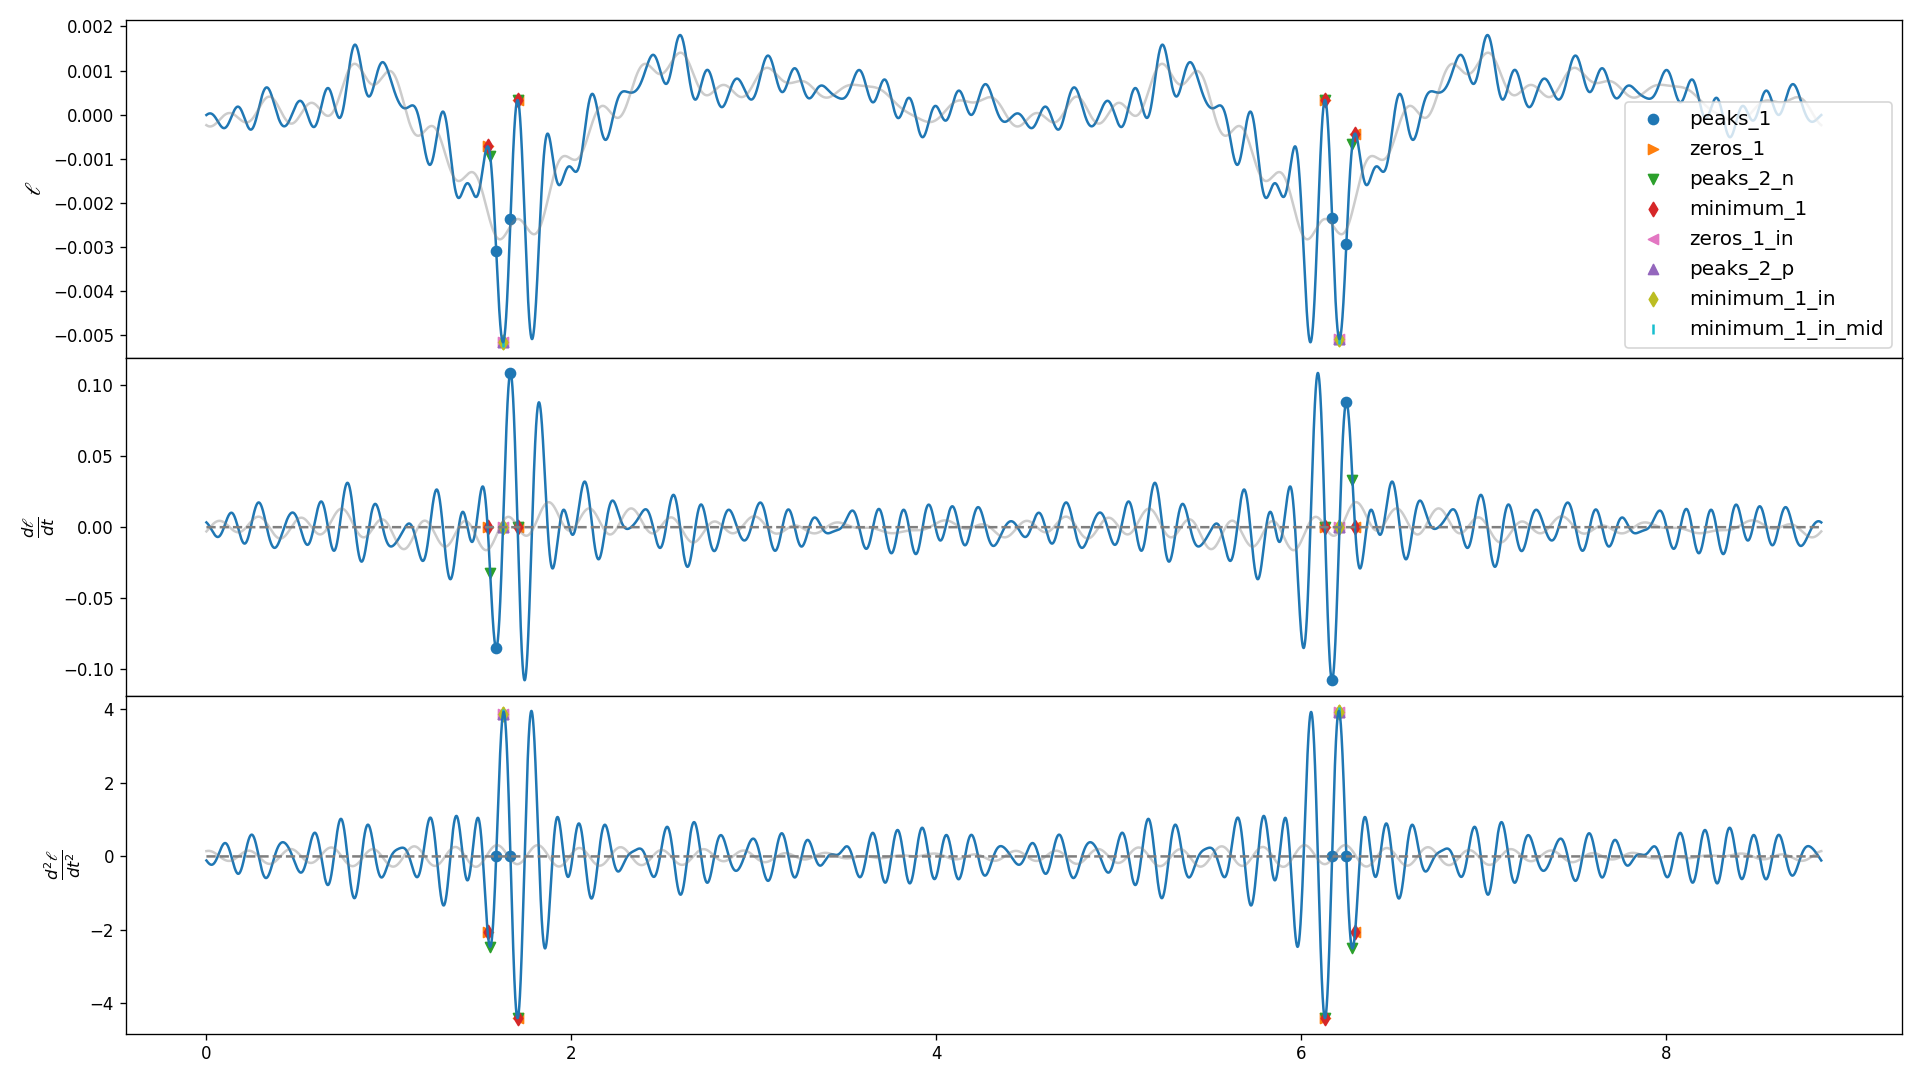 0.002
0.001
0.000
−0.001
−0.002
−0.003
−0.004
−0.005
ℓ
peaks_1
zeros_1
peaks_2_n
minimum_1
zeros_1_in
peaks_2_p
minimum_1_in
minimum_1_in_mid
0.10
0.05
0.00
−0.05
−0.10
dℓ
dt
4
2
0
−2
−4
d²ℓ
dt²
0 2 4 6 8